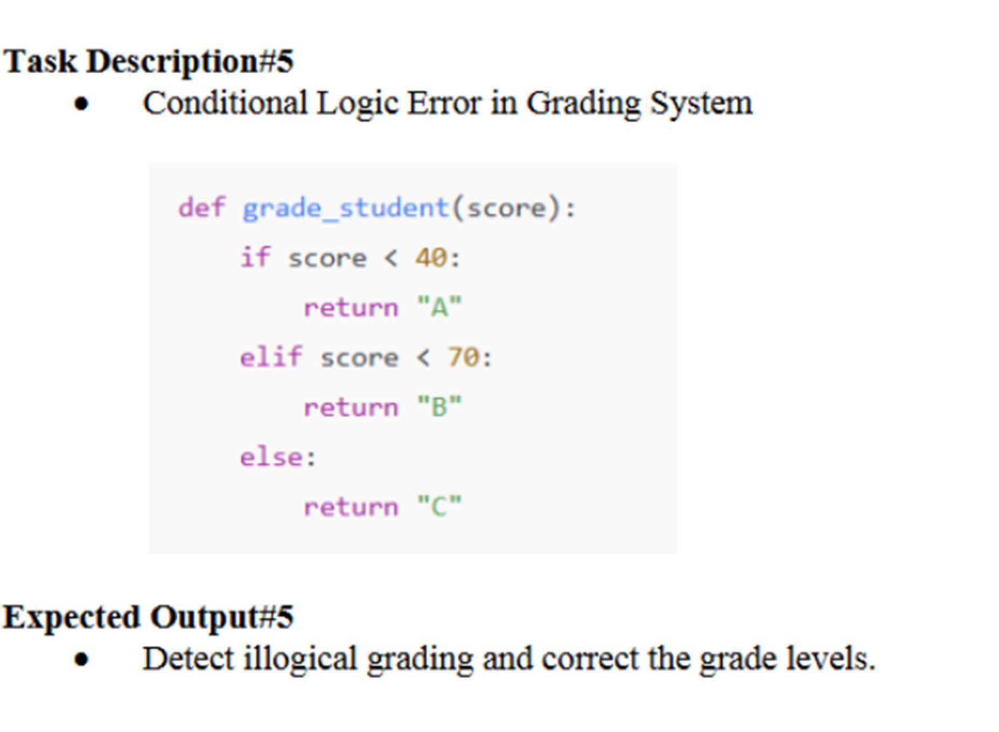 Task Description#5
● Conditional Logic Error in Grading System
def grade_student(score):
    if score < 40:
        return "A"
    elif score < 70:
        return "B"
    else:
        return "C"
Expected Output#5
● Detect illogical grading and correct the grade levels.